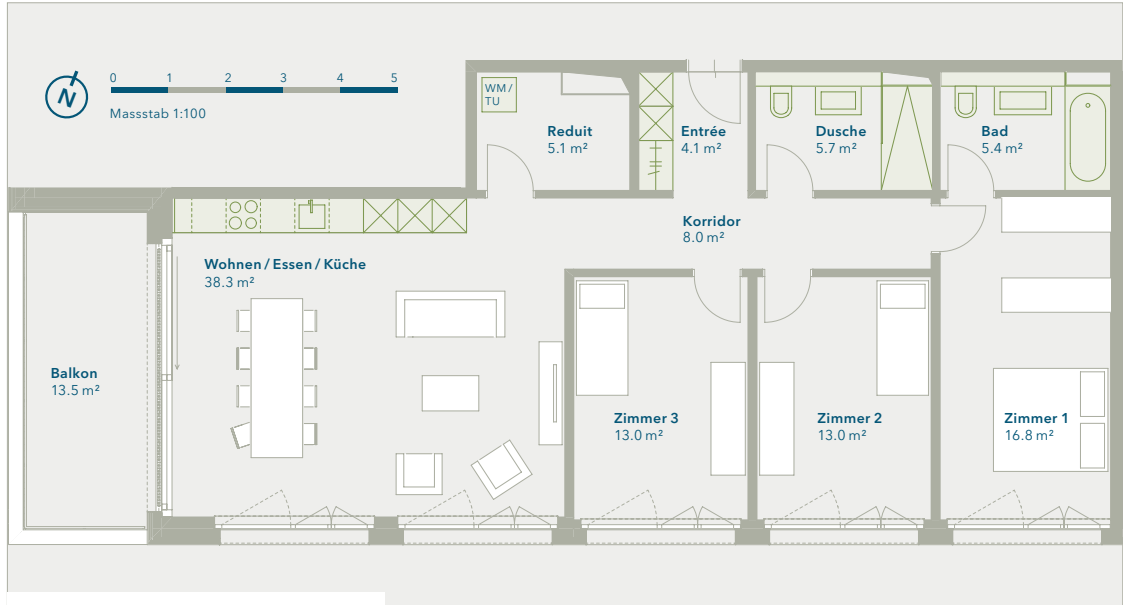 0 1 2 3 4 5
N
Massstab 1:100
WM /
TU
Reduit
5.1 m²
Entrée
4.1 m²
Dusche
5.7 m²
Bad
5.4 m²
Korridor
8.0 m²
Wohnen / Essen / Küche
38.3 m²
Balkon
13.5 m²
Zimmer 3
13.0 m²
Zimmer 2
13.0 m²
Zimmer 1
16.8 m²